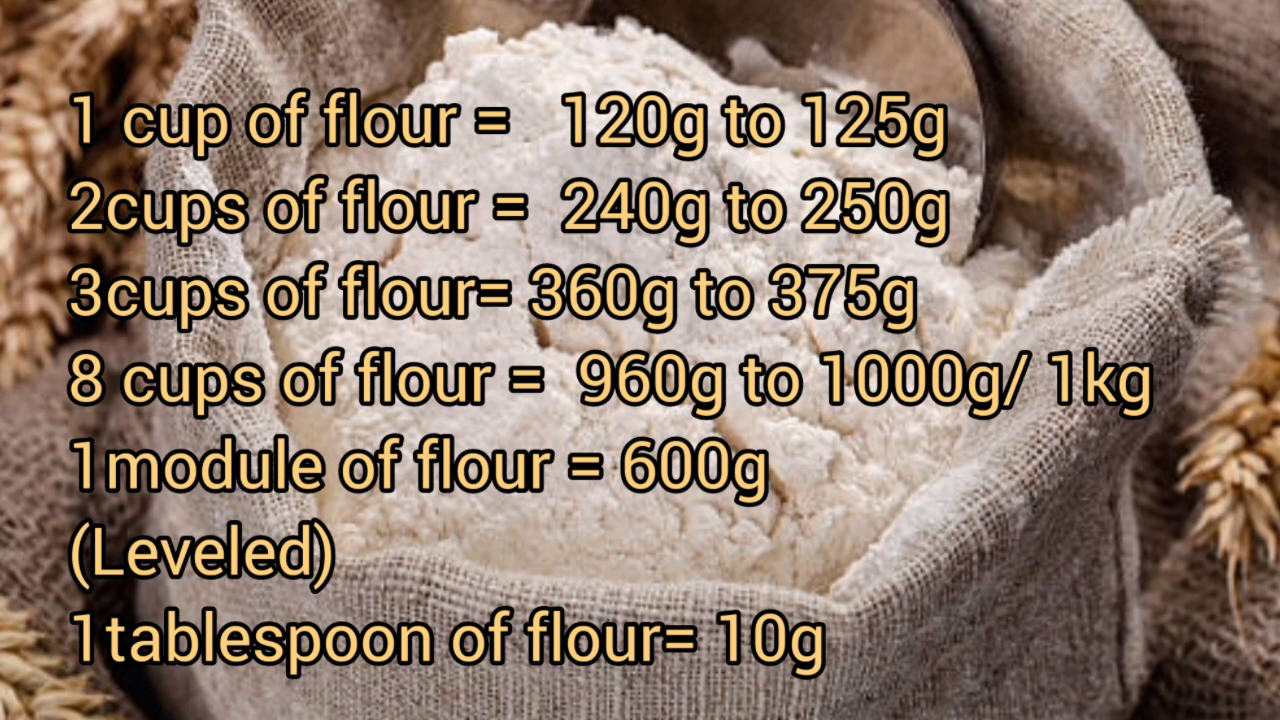 1 cup of flour = 120g to 125g
2cups of flour = 240g to 250g
3cups of flour= 360g to 375g
8 cups of flour = 960g to 1000g/ 1kg
1module of flour = 600g
(Leveled)
1tablespoon of flour= 10g